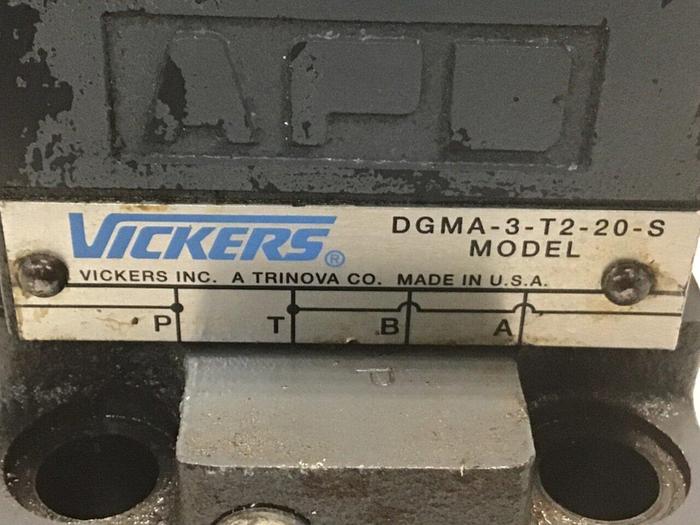 APD
VICKERS®
DGMA-3-T2-20-S
MODEL
VICKERS INC. A TRINOVA CO. MADE IN U.S.A.
P T B A